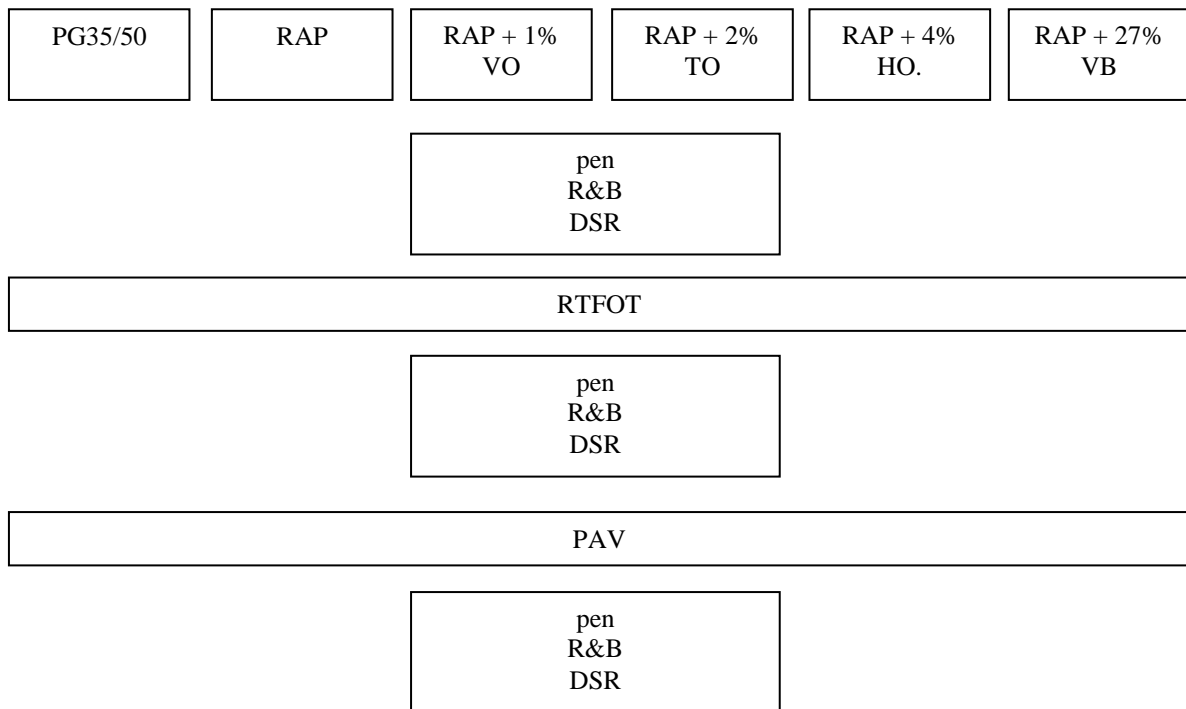 PG35/50
RAP
RAP + 1%
VO
RAP + 2%
TO
RAP + 4%
HO.
RAP + 27%
VB
pen
R&B
DSR
RTFOT
pen
R&B
DSR
PAV
pen
R&B
DSR